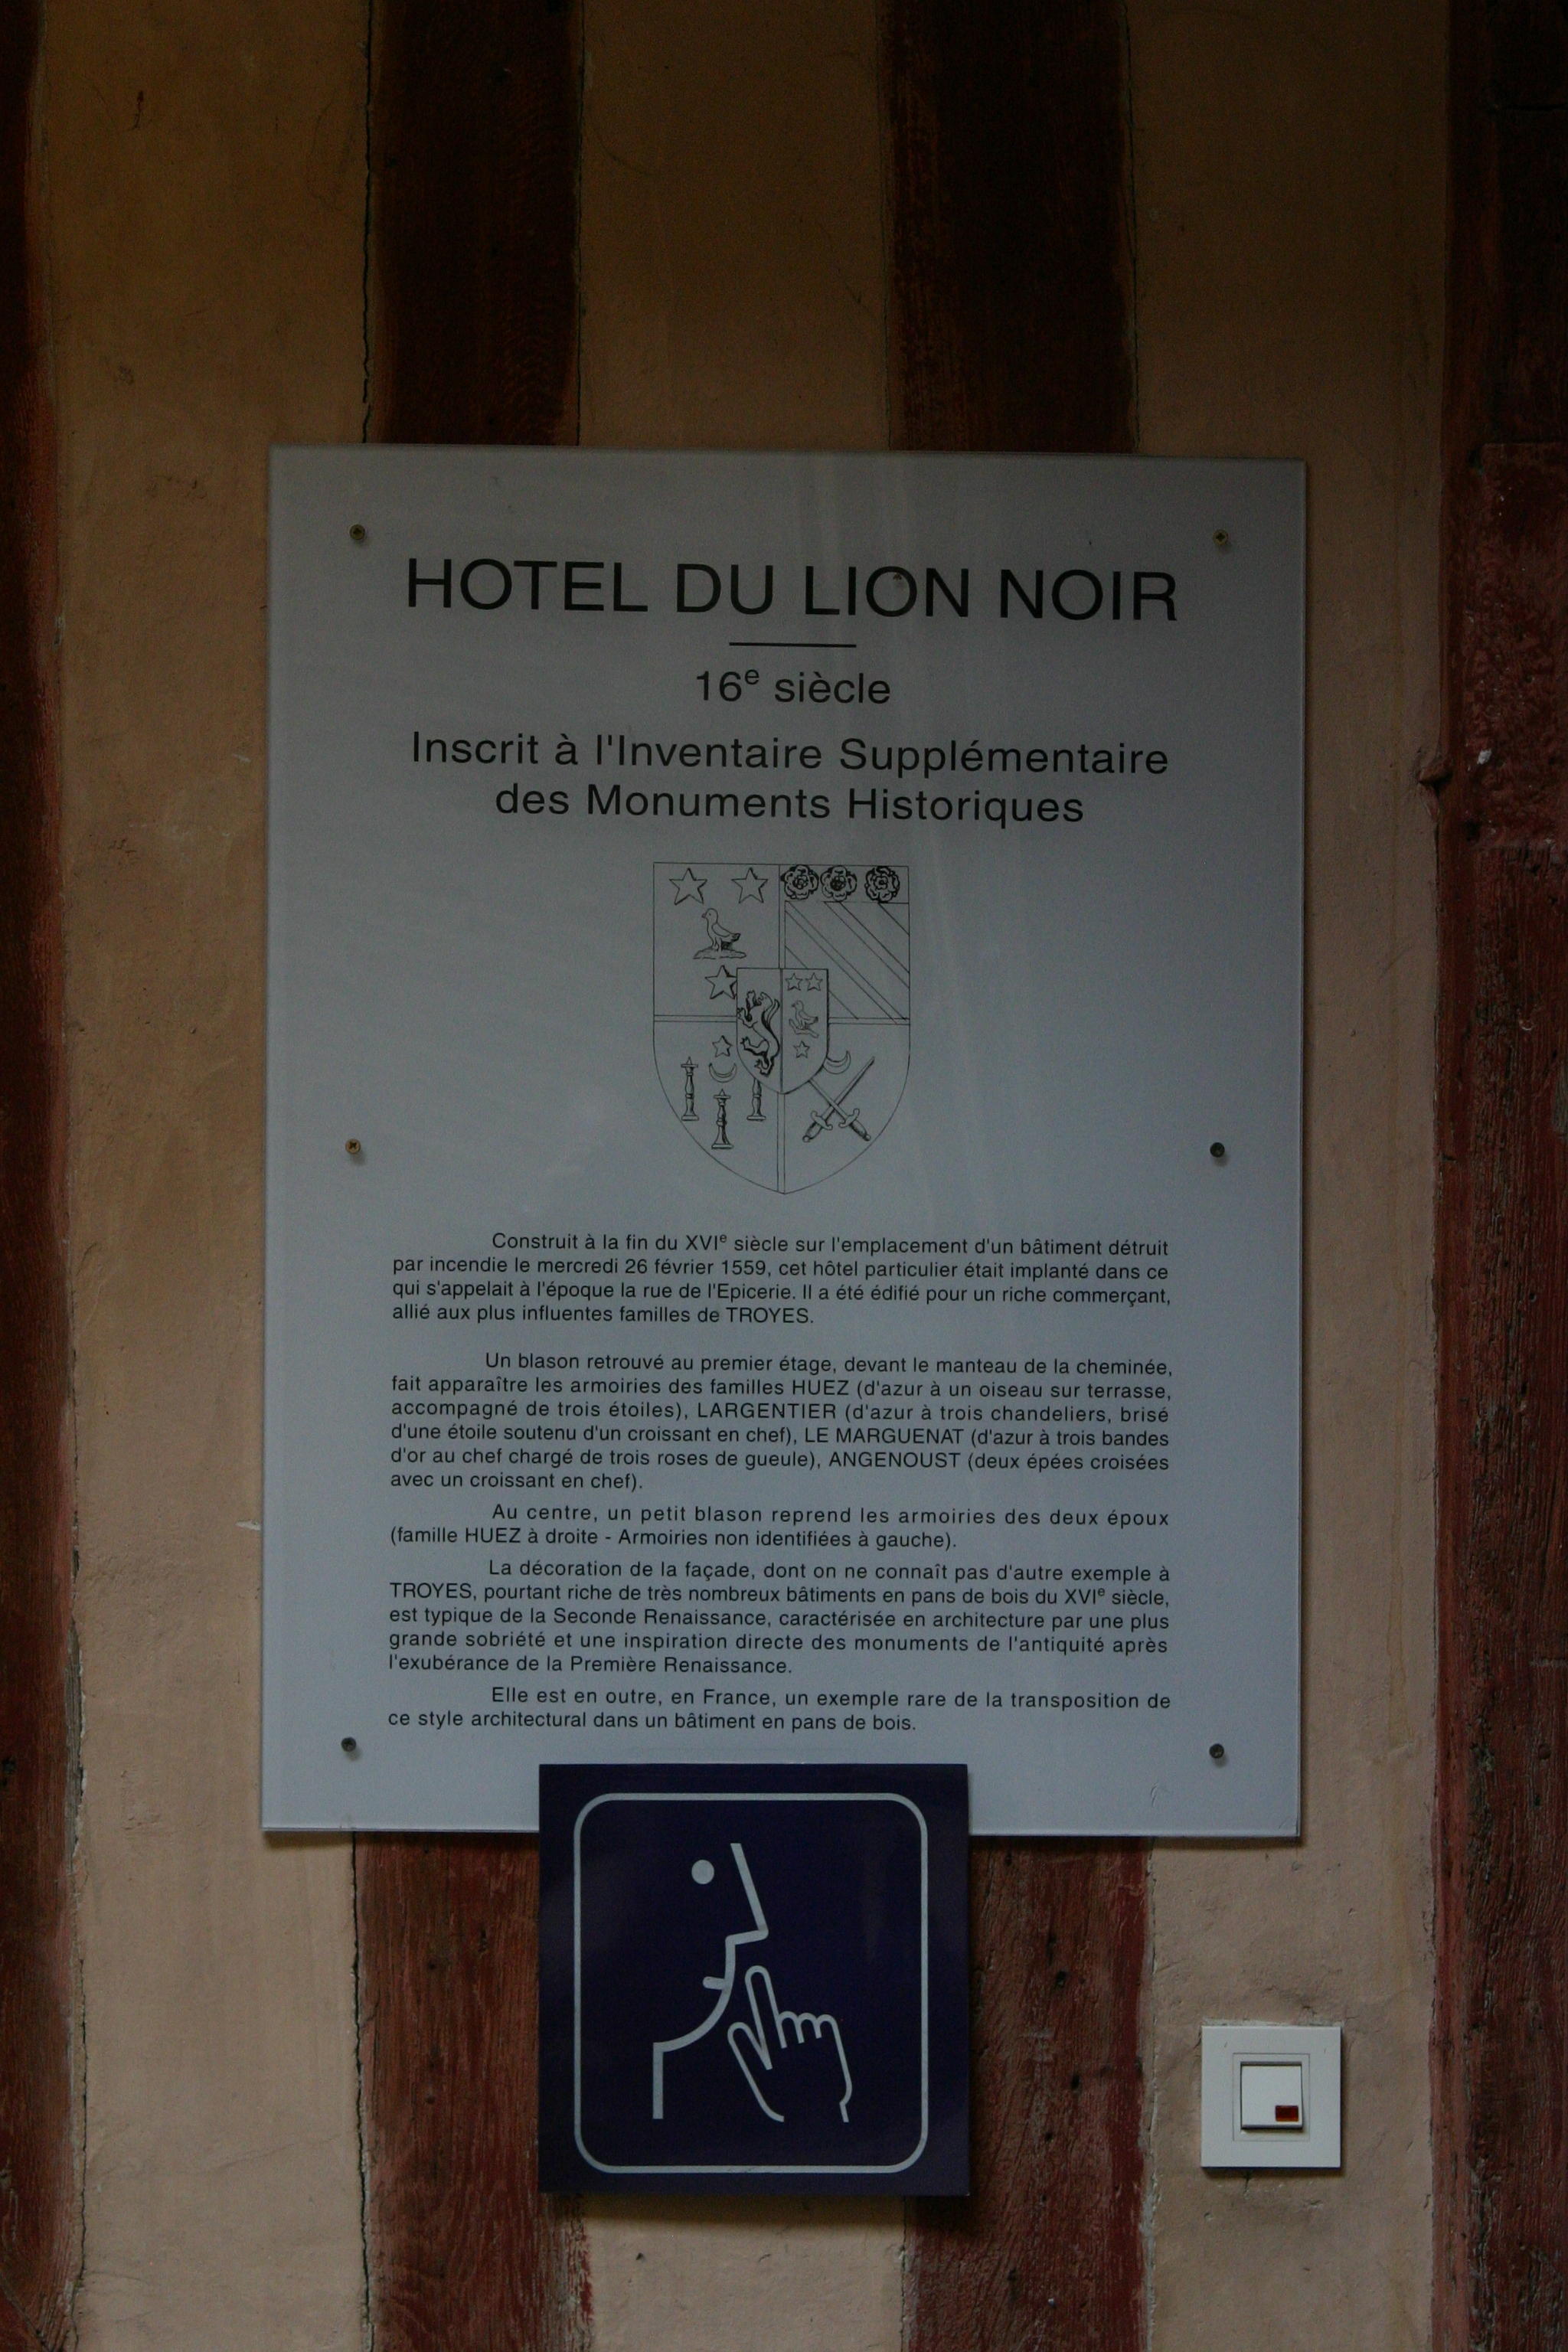 HOTEL DU LION NOIR
16e siècle
Inscrit à l'Inventaire Supplémentaire
des Monuments Historiques
Construit à la fin du XVIe siècle sur l'emplacement d'un bâtiment détruit
par incendie le mercredi 26 février 1559, cet hôtel particulier était implanté dans ce
qui s'appelait à l'époque la rue de l'Epicerie. Il a été édifié pour un riche commerçant,
allié aux plus influentes familles de TROYES.
Un blason retrouvé au premier étage, devant le manteau de la cheminée,
fait apparaître les armoiries des familles HUEZ (d'azur à un oiseau sur terrasse,
accompagné de trois étoiles), LARGENTIER (d'azur à trois chandeliers, brisé
d'une étoile soutenu d'un croissant en chef), LE MARGUENAT (d'azur à trois bandes
d'or au chef chargé de trois roses de gueule), ANGENOUST (deux épées croisées
avec un croissant en chef).
Au centre, un petit blason reprend les armoiries des deux époux
(famille HUEZ à droite - Armoiries non identifiées à gauche).
La décoration de la façade, dont on ne connaît pas d'autre exemple à
TROYES, pourtant riche de très nombreux bâtiments en pans de bois du XVIe siècle,
est typique de la Seconde Renaissance, caractérisée en architecture par une plus
grande sobriété et une inspiration directe des monuments de l'antiquité après
l'exubérance de la Première Renaissance.
Elle est en outre, en France, un exemple rare de la transposition de
ce style architectural dans un bâtiment en pans de bois.